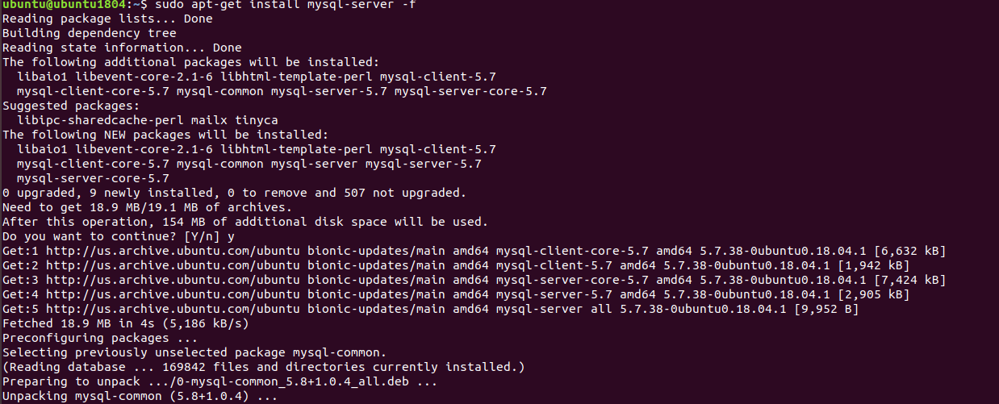 ubuntu@ubuntu1804:~$ sudo apt-get install mysql-server -f
Reading package lists... Done
Building dependency tree
Reading state information... Done
The following additional packages will be installed:
  libaio1 libevent-core-2.1-6 libhtml-template-perl mysql-client-5.7
  mysql-client-core-5.7 mysql-common mysql-server-5.7 mysql-server-core-5.7
Suggested packages:
  libipc-sharedcache-perl mailx tinyca
The following NEW packages will be installed:
  libaio1 libevent-core-2.1-6 libhtml-template-perl mysql-client-5.7
  mysql-client-core-5.7 mysql-common mysql-server mysql-server-5.7
  mysql-server-core-5.7
0 upgraded, 9 newly installed, 0 to remove and 507 not upgraded.
Need to get 18.9 MB/19.1 MB of archives.
After this operation, 154 MB of additional disk space will be used.
Do you want to continue? [Y/n] y
Get:1 http://us.archive.ubuntu.com/ubuntu bionic-updates/main amd64 mysql-client-core-5.7 amd64 5.7.38-0ubuntu0.18.04.1 [6,632 kB]
Get:2 http://us.archive.ubuntu.com/ubuntu bionic-updates/main amd64 mysql-client-5.7 amd64 5.7.38-0ubuntu0.18.04.1 [1,942 kB]
Get:3 http://us.archive.ubuntu.com/ubuntu bionic-updates/main amd64 mysql-server-core-5.7 amd64 5.7.38-0ubuntu0.18.04.1 [7,424 kB]
Get:4 http://us.archive.ubuntu.com/ubuntu bionic-updates/main amd64 mysql-server-5.7 amd64 5.7.38-0ubuntu0.18.04.1 [2,905 kB]
Get:5 http://us.archive.ubuntu.com/ubuntu bionic-updates/main amd64 mysql-server all 5.7.38-0ubuntu0.18.04.1 [9,952 B]
Fetched 18.9 MB in 4s (5,186 kB/s)
Preconfiguring packages ...
Selecting previously unselected package mysql-common.
(Reading database ... 169842 files and directories currently installed.)
Preparing to unpack .../0-mysql-common_5.8+1.0.4_all.deb ...
Unpacking mysql-common (5.8+1.0.4) ...